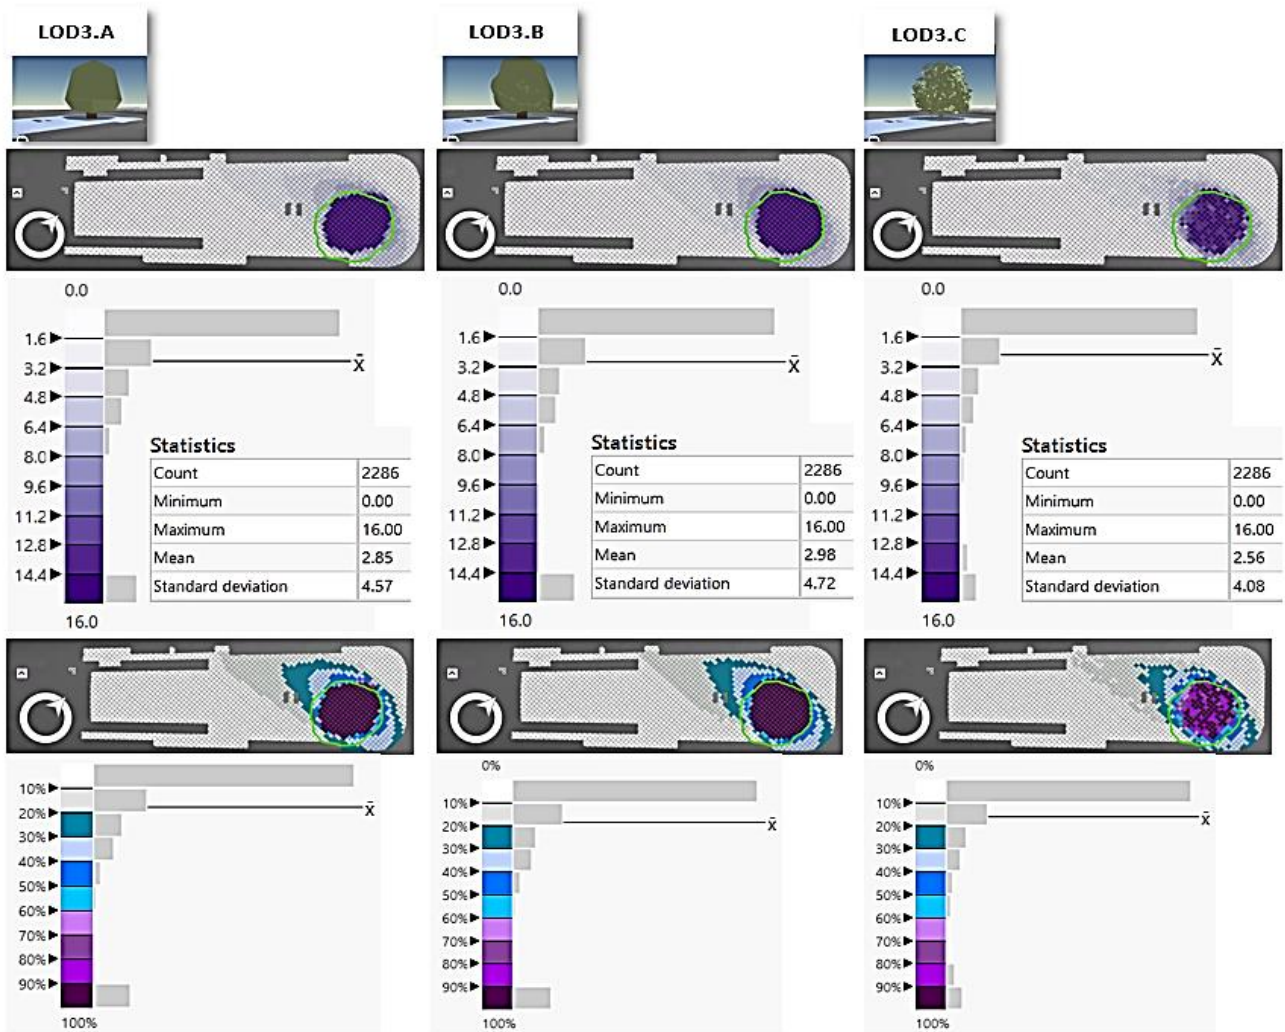 LOD3.A
LOD3.B
LOD3.C
0.0
1.6
3.2
4.8
6.4
8.0
9.6
11.2
12.8
14.4
16.0
x̄
Statistics
Count 2286
Minimum 0.00
Maximum 16.00
Mean 2.85
Standard deviation 4.57
0.0
1.6
3.2
4.8
6.4
8.0
9.6
11.2
12.8
14.4
16.0
x̄
Statistics
Count 2286
Minimum 0.00
Maximum 16.00
Mean 2.98
Standard deviation 4.72
0.0
1.6
3.2
4.8
6.4
8.0
9.6
11.2
12.8
14.4
16.0
x̄
Statistics
Count 2286
Minimum 0.00
Maximum 16.00
Mean 2.56
Standard deviation 4.08
10%
20%
30%
40%
50%
60%
70%
80%
90%
100%
x̄
0%
10%
20%
30%
40%
50%
60%
70%
80%
90%
100%
x̄
0%
10%
20%
30%
40%
50%
60%
70%
80%
90%
100%
x̄